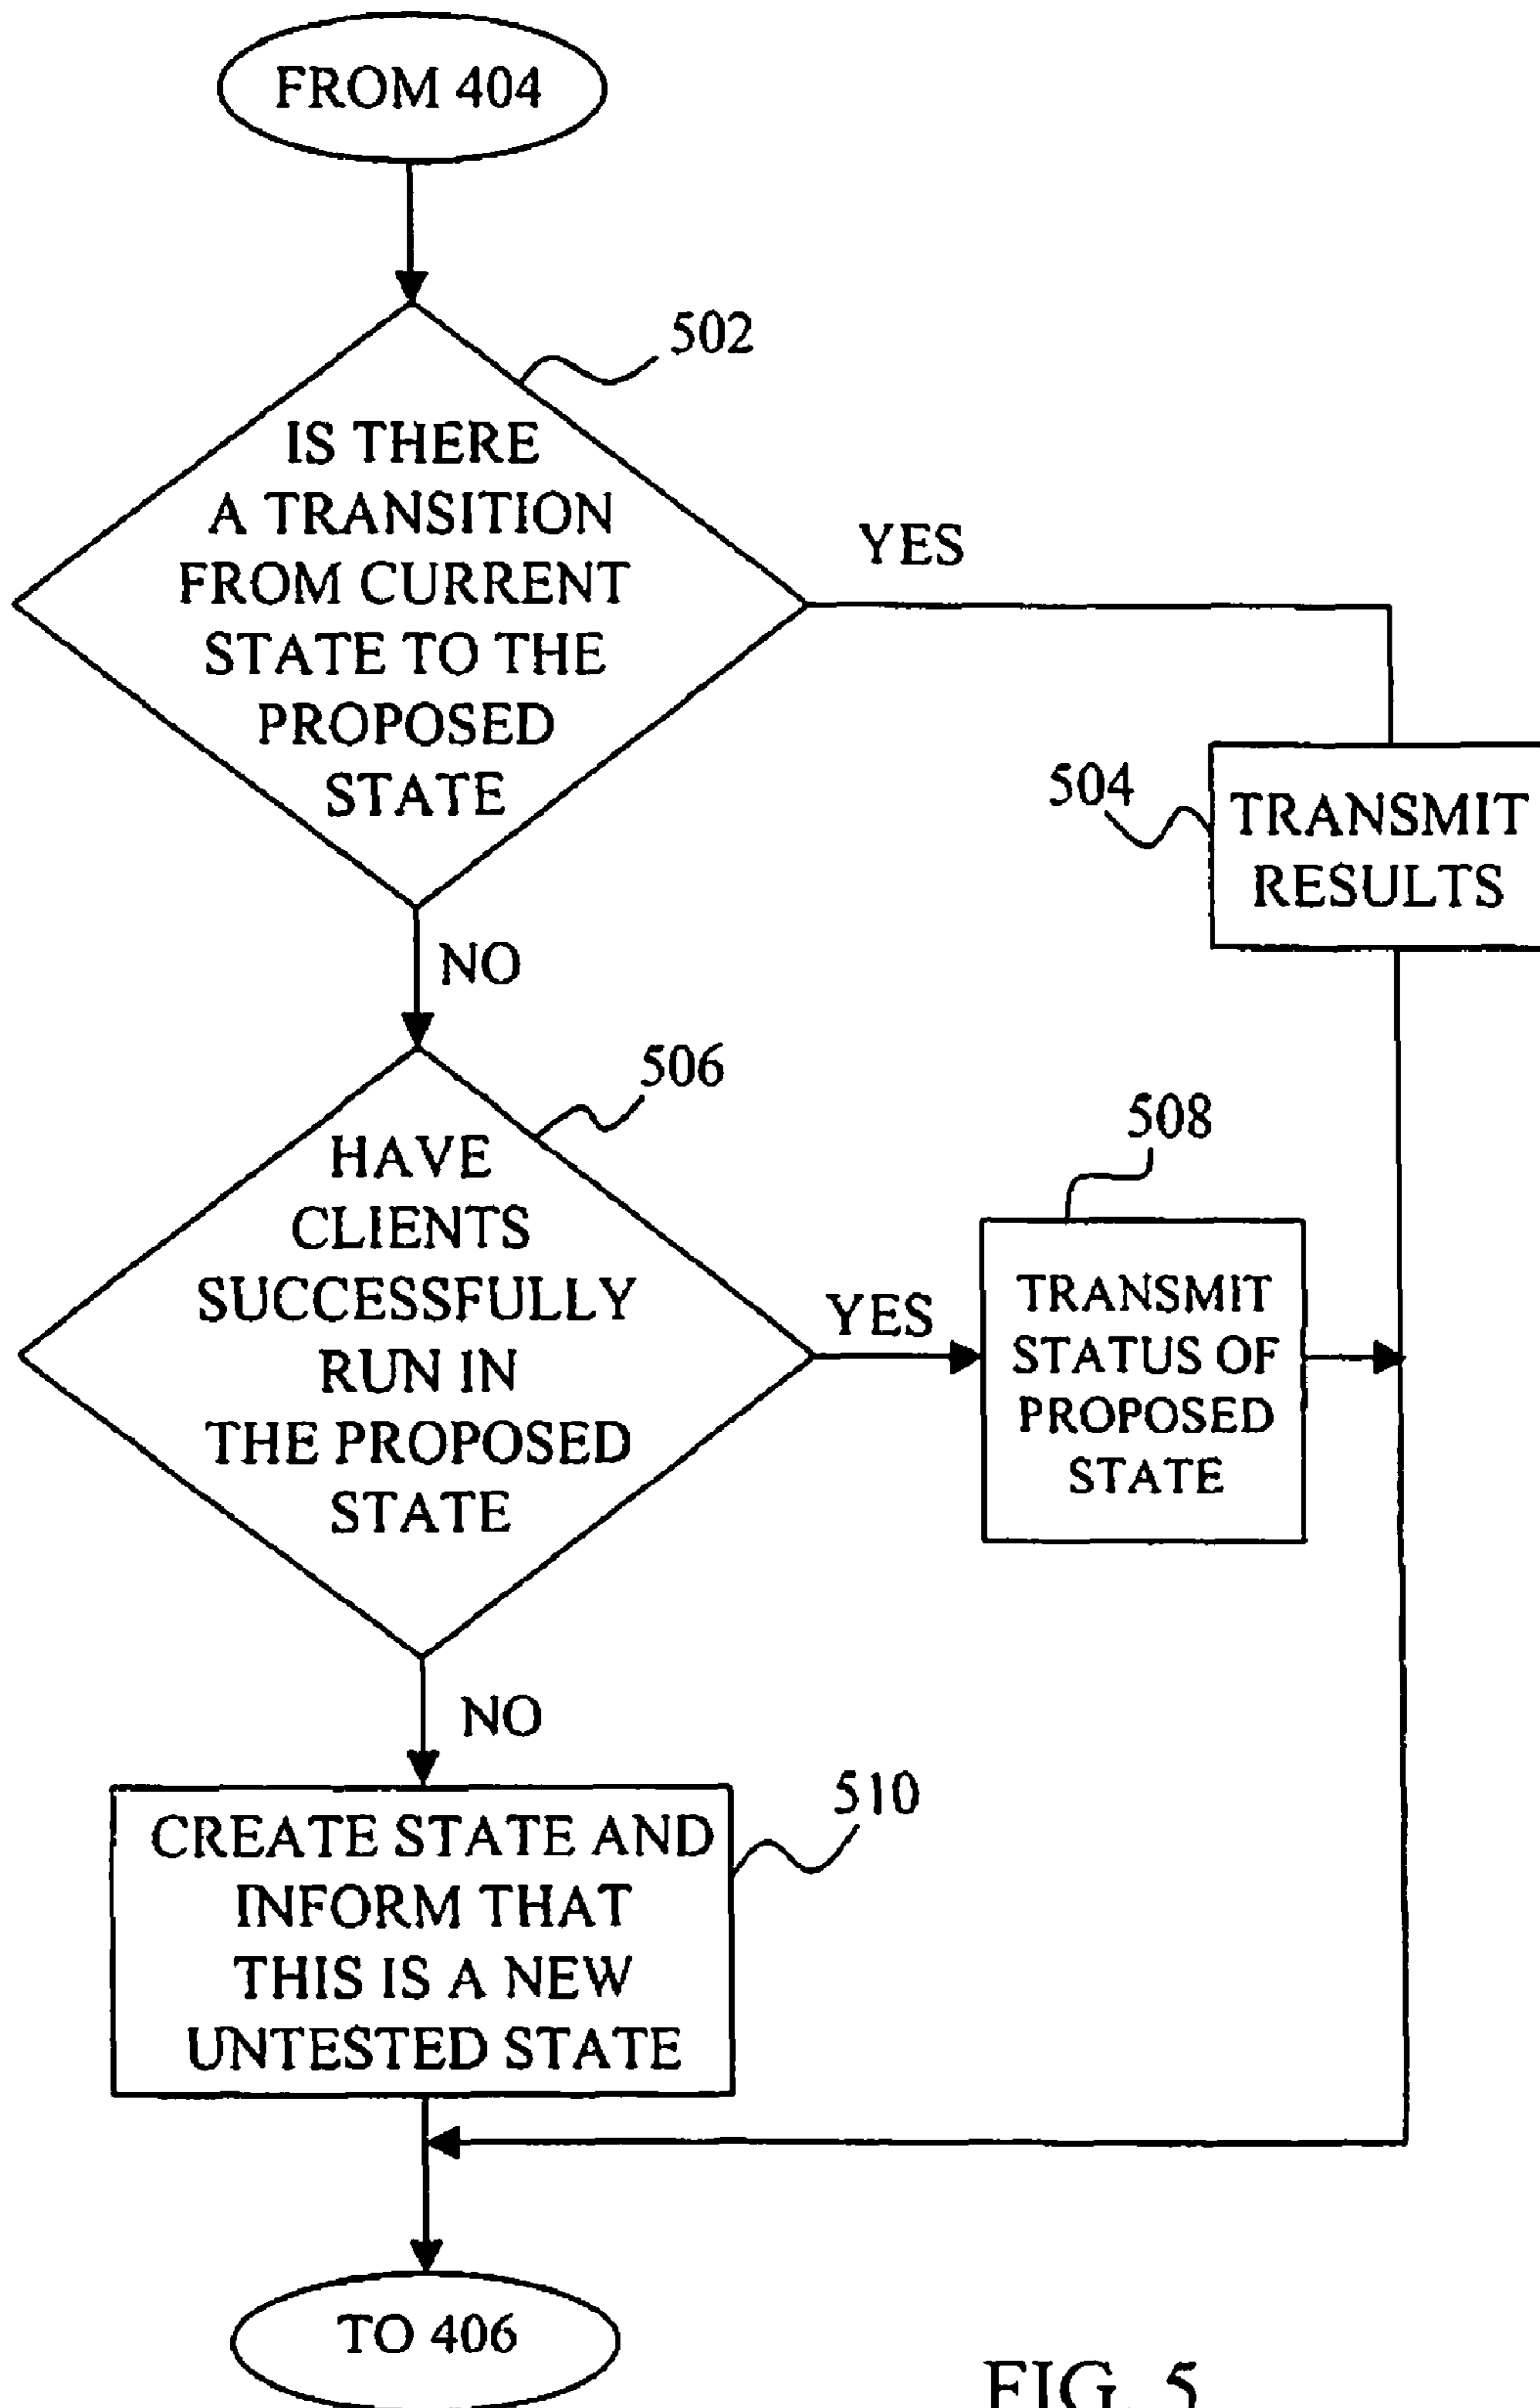 FROM 404
502
IS THERE
A TRANSITION
FROM CURRENT
STATE TO THE
PROPOSED
STATE
YES
504
TRANSMIT
RESULTS
NO
506
HAVE
CLIENTS
SUCCESSFULLY
RUN IN
THE PROPOSED
STATE
YES
508
TRANSMIT
STATUS OF
PROPOSED
STATE
NO
510
CREATE STATE AND
INFORM THAT
THIS IS A NEW
UNTESTED STATE
TO 406
FIG. 5